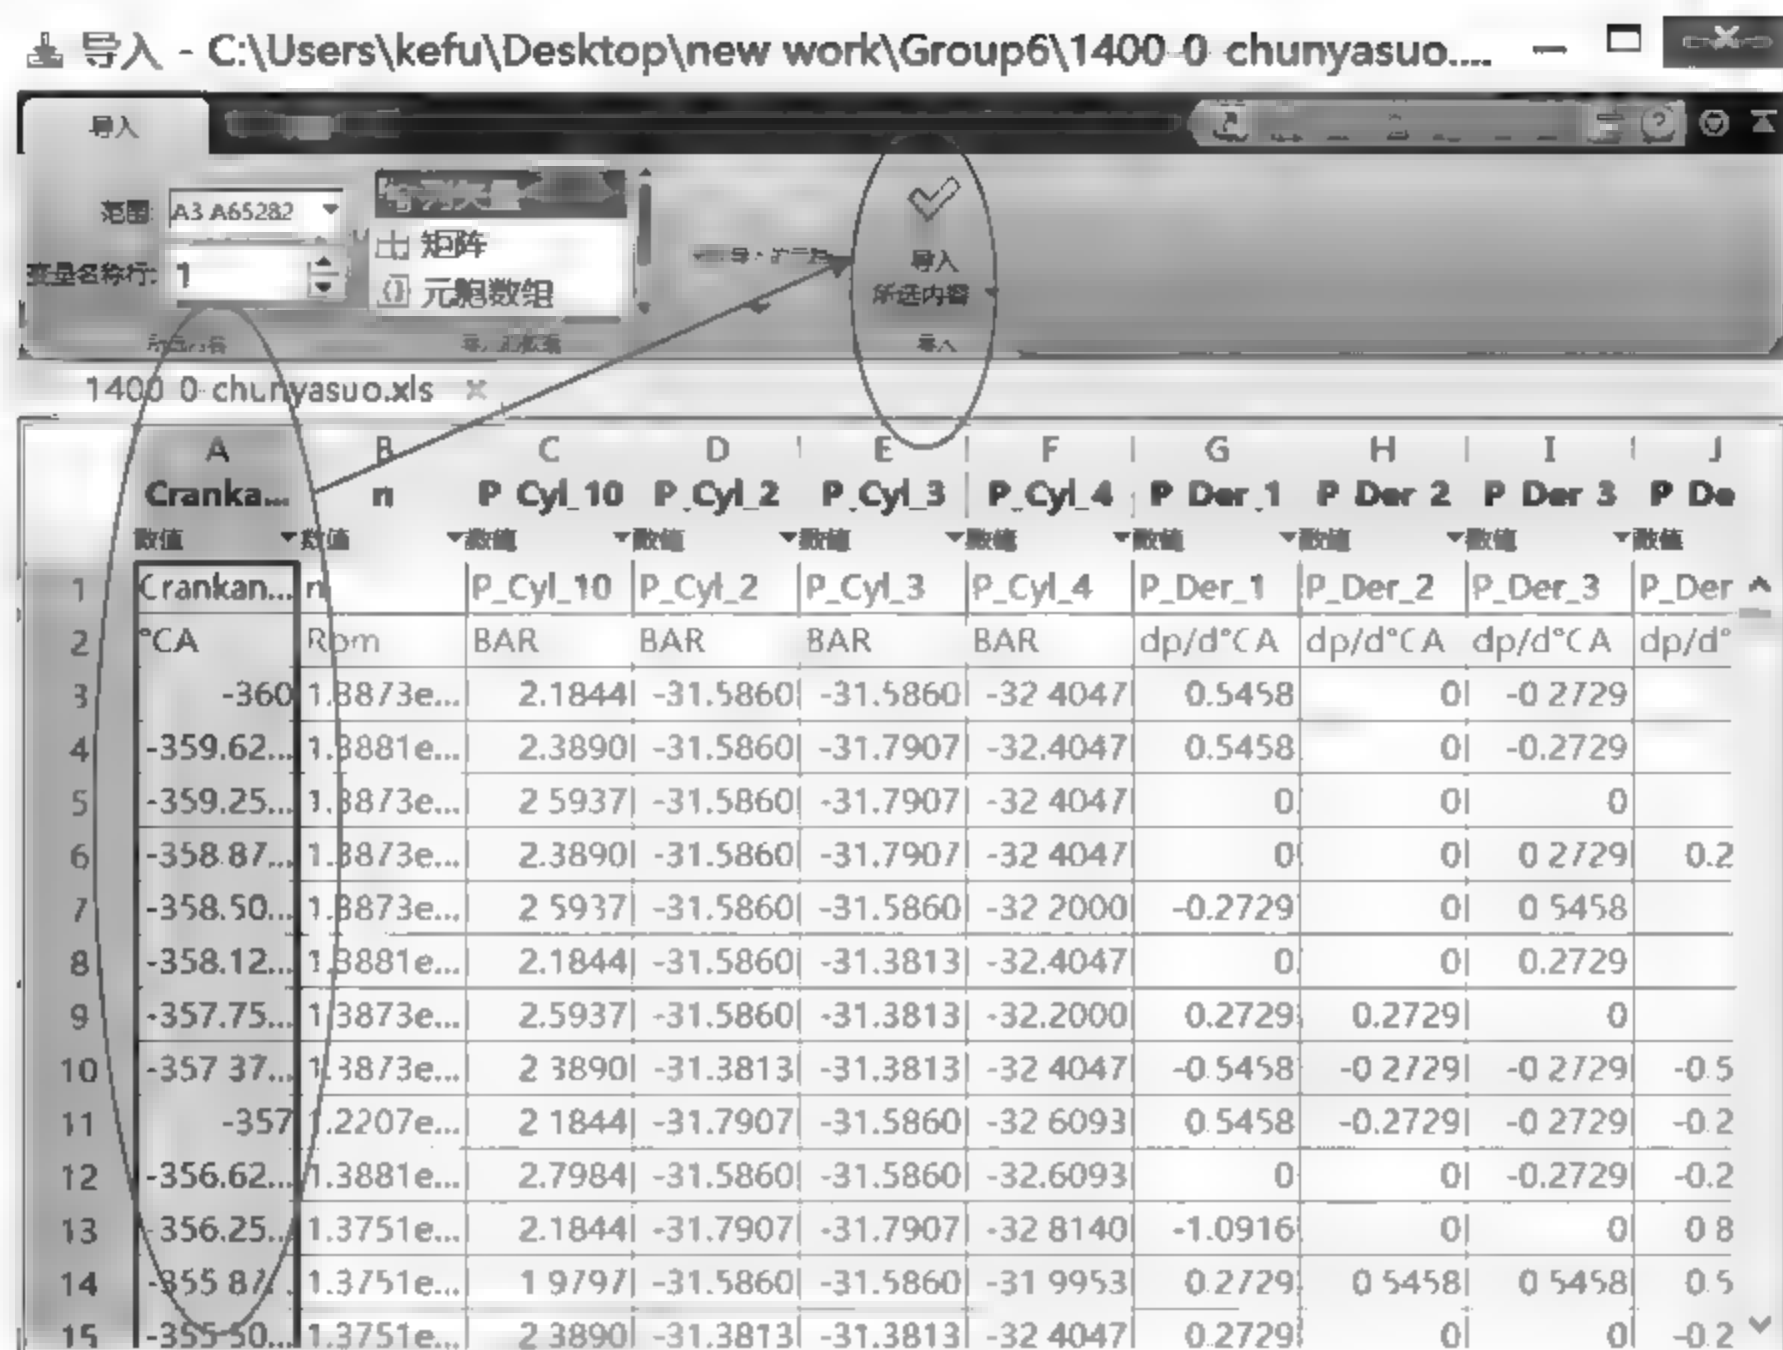 导入 - C:\Users\kefu\Desktop\new work\Group6\1400-0-chunyasuo....
导入
范围: A3 A65282
列矢量
变量名称行: 1
矩阵
元胞数组
导入
所选内容
导入
1400-0-chunyasuo.xls
A B C D E F G H I J
Cranka... n P_Cyl_10 P_Cyl_2 P_Cyl_3 P_Cyl_4 P Der_1 P Der 2 P Der 3 P De
数值 数值 数值 数值 数值 数值 数值 数值 数值 数值
1 Crankan... n P_Cyl_10 P_Cyl_2 P_Cyl_3 P_Cyl_4 P_Der_1 P_Der_2 P_Der_3 P_Der
2 °CA Rpm BAR BAR BAR BAR dp/d°CA dp/d°CA dp/d°CA dp/d°
3 -360 1.3873e... 2.1844 -31.5860 -31.5860 -32.4047 0.5458 0 -0.2729
4 -359.62... 1.3881e... 2.3890 -31.5860 -31.7907 -32.4047 0.5458 0 -0.2729
5 -359.25... 1.3873e... 2.5937 -31.5860 -31.7907 -32.4047 0 0 0
6 -358.87... 1.3873e... 2.3890 -31.5860 -31.7907 -32.4047 0 0 0.2729 0.2
7 -358.50... 1.3873e... 2.5937 -31.5860 -31.5860 -32.2000 -0.2729 0 0.5458
8 -358.12... 1.3881e... 2.1844 -31.5860 -31.3813 -32.4047 0 0 0.2729
9 -357.75... 1.3873e... 2.5937 -31.5860 -31.3813 -32.2000 0.2729 0.2729 0
10 -357.37... 1.3873e... 2.3890 -31.3813 -31.3813 -32.4047 -0.5458 -0.2729 -0.2729 -0.5
11 -357 1.2207e... 2.1844 -31.7907 -31.5860 -32.6093 0.5458 -0.2729 -0.2729 -0.2
12 -356.62... 1.3881e... 2.7984 -31.5860 -31.5860 -32.6093 0 0 -0.2729 -0.2
13 -356.25... 1.3751e... 2.1844 -31.7907 -31.7907 -32.8140 -1.0916 0 0 0.8
14 -355.87... 1.3751e... 1.9797 -31.5860 -31.5860 -31.9953 0.2729 0.5458 0.5458 0.5
15 -355.50... 1.3751e... 2.3890 -31.3813 -31.3813 -32.4047 0.2729 0 0 -0.2